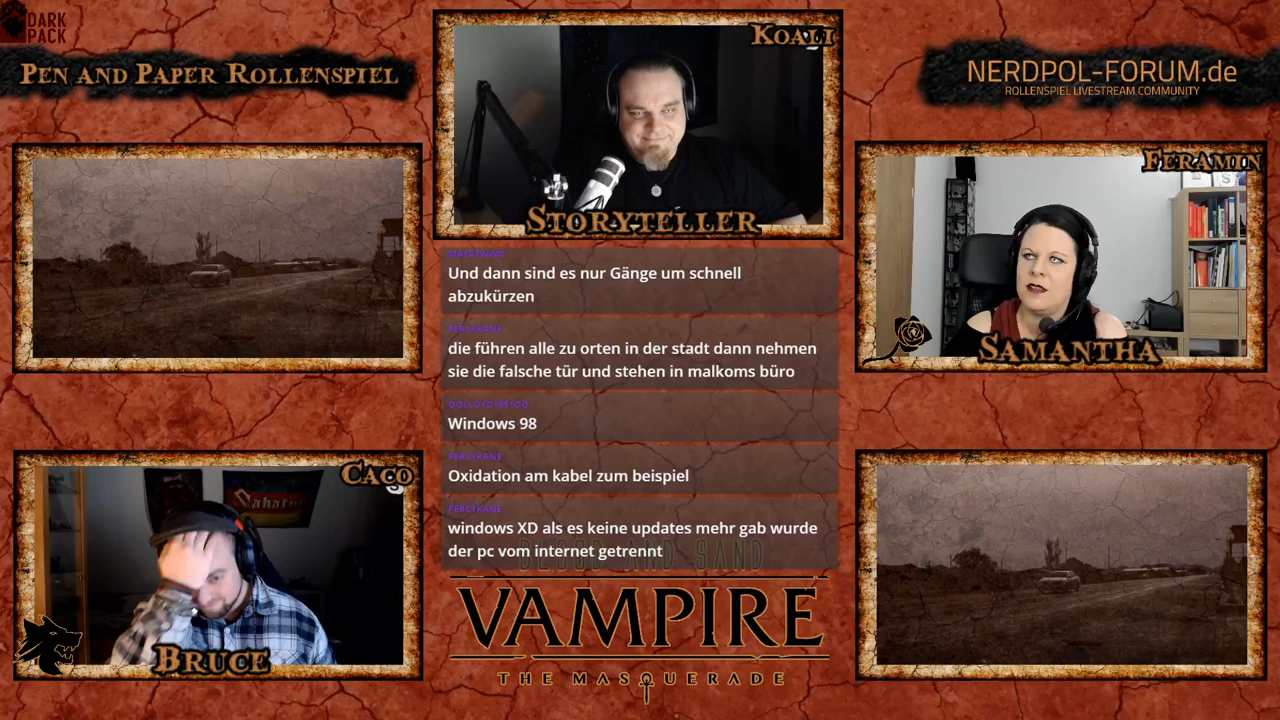 DARK
PACK
PEN AND PAPER ROLLENSPIEL
KOALI
STORYTELLER
NERDPOL-FORUM.de
ROLLENSPIEL LIVESTREAM COMMUNITY
FERAMIN
SAMANTHA
Und dann sind es nur Gänge um schnell
abzukürzen
PERCYKANE
die führen alle zu orten in der stadt dann nehmen
sie die falsche tür und stehen in malkoms büro
Windows 98
PERCYKANE
Oxidation am kabel zum beispiel
PERCYKANE
windows XD als es keine updates mehr gab wurde
der pc vom internet getrennt
CACO
Sabaton
BRUCE
BLOOD AND SAND
VAMPIRE
THE MASQUERADE